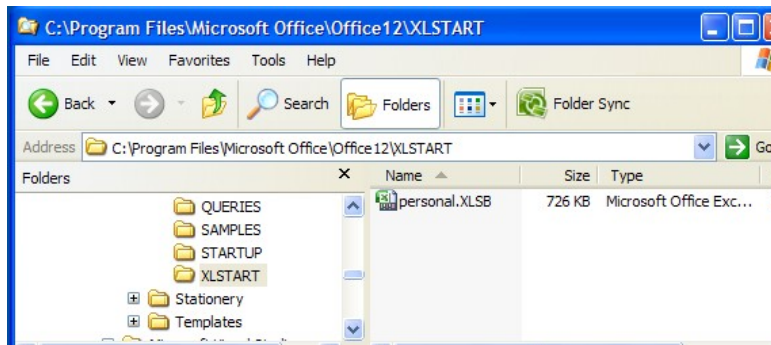 C:\Program Files\Microsoft Office\Office12\XLSTART
File Edit View Favorites Tools Help
Back Search Folders Folder Sync
Address C:\Program Files\Microsoft Office\Office12\XLSTART Go
Folders X Name Size Type
QUERIES personal.XLSB 726 KB Microsoft Office Exc...
SAMPLES
STARTUP
XLSTART
Stationery
Templates